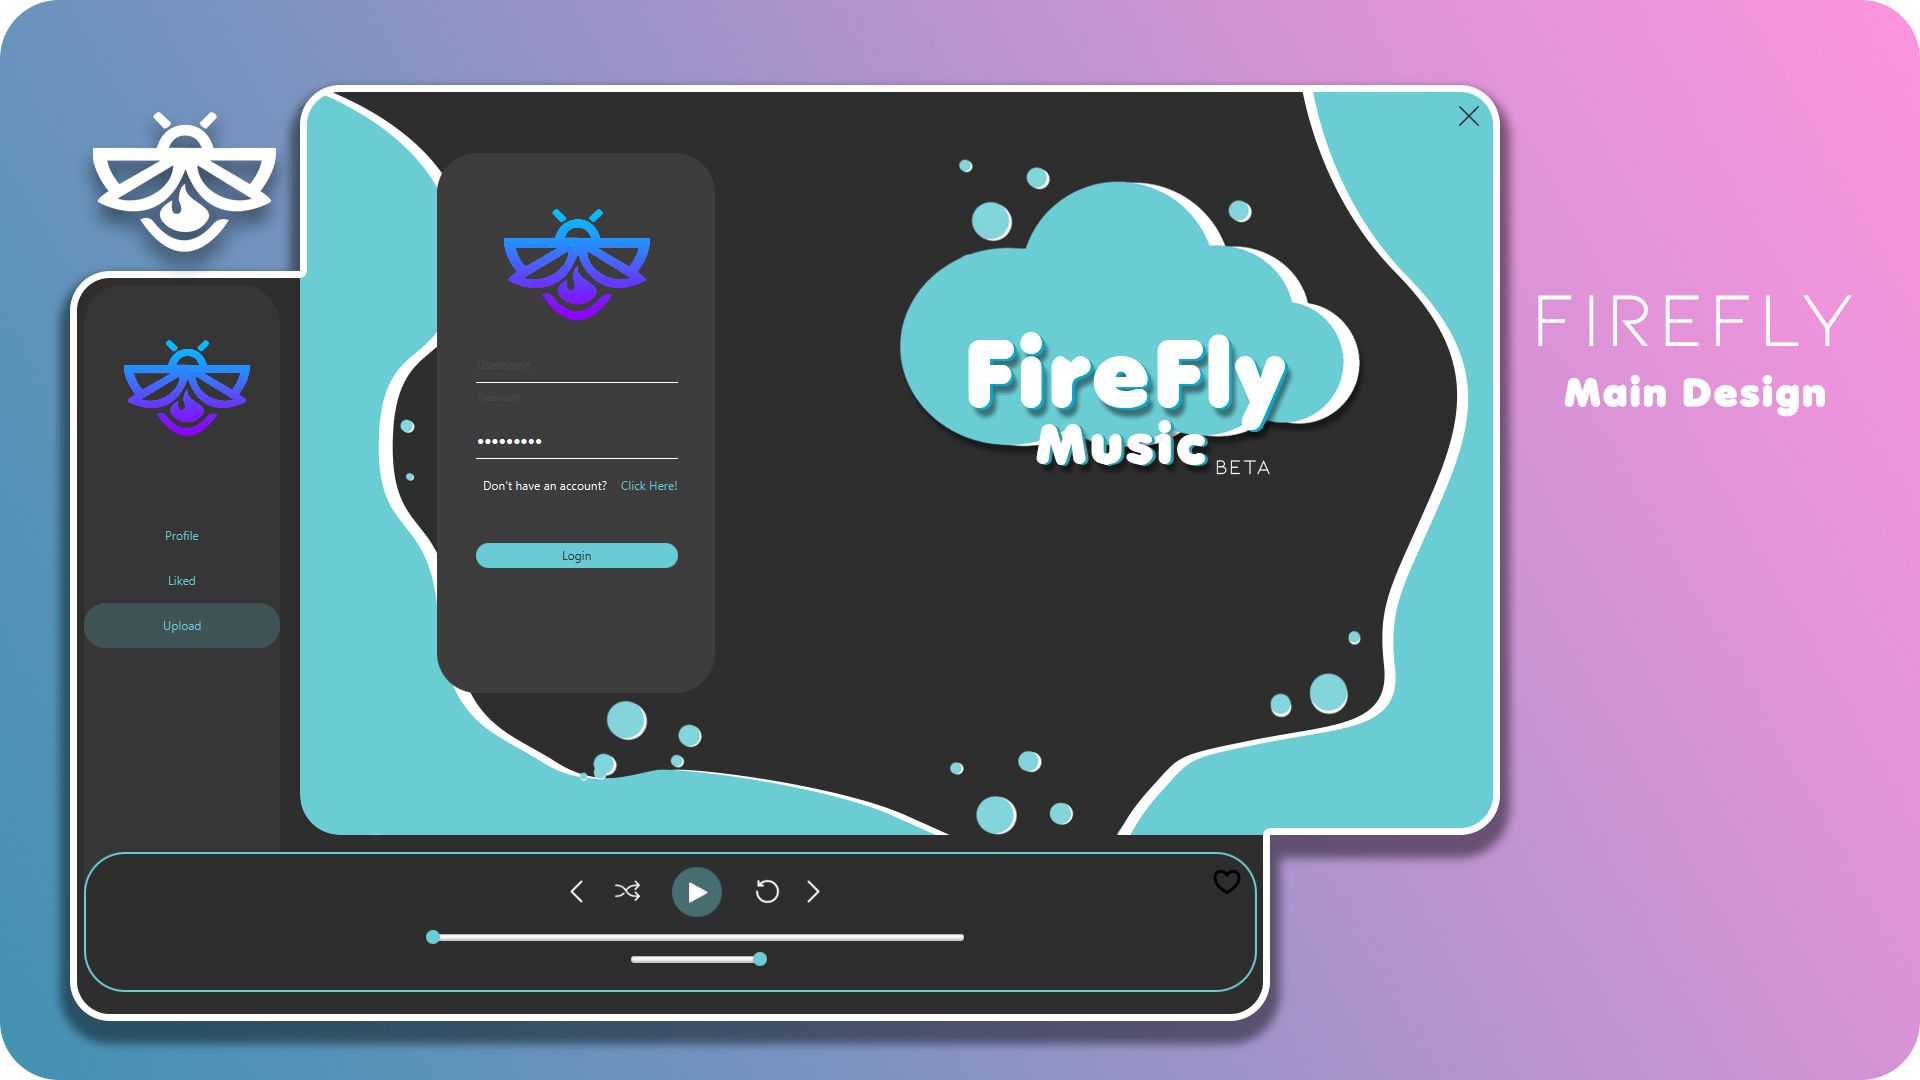 Username
Password
•••••••••
Don't have an account? Click Here!
Login
FireFly
Music
BETA
FIREFLY
Main Design
Profile
Liked
Upload